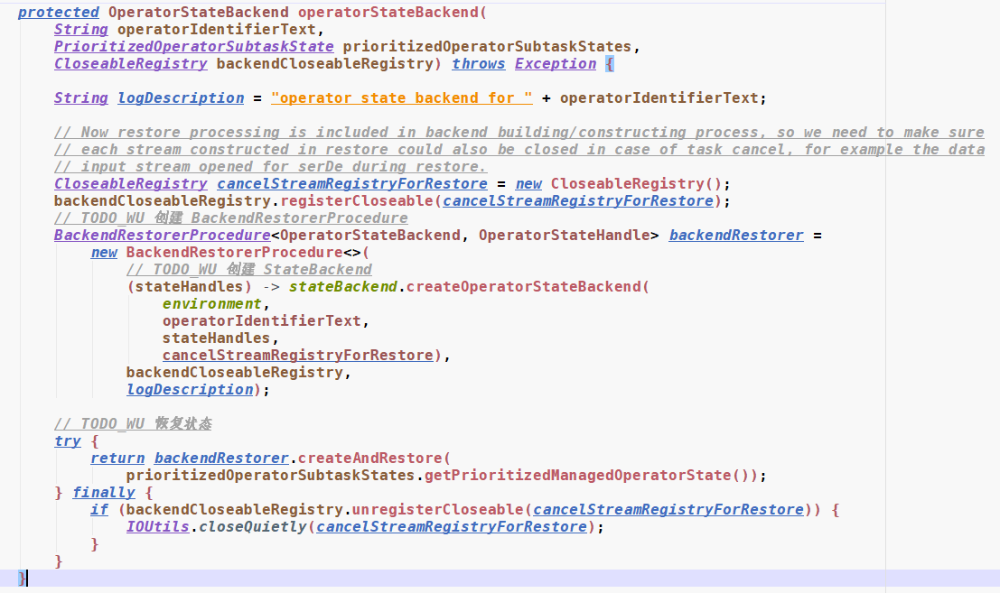 protected OperatorStateBackend operatorStateBackend(
    String operatorIdentifierText,
    PrioritizedOperatorSubtaskState prioritizedOperatorSubtaskStates,
    CloseableRegistry backendCloseableRegistry) throws Exception {

    String logDescription = "operator state backend for " + operatorIdentifierText;

    // Now restore processing is included in backend building/constructing process, so we need to make sure
    // each stream constructed in restore could also be closed in case of task cancel, for example the data
    // input stream opened for serDe during restore.
    CloseableRegistry cancelStreamRegistryForRestore = new CloseableRegistry();
    backendCloseableRegistry.registerCloseable(cancelStreamRegistryForRestore);
    // TODO_WU 创建 BackendRestorerProcedure
    BackendRestorerProcedure<OperatorStateBackend, OperatorStateHandle> backendRestorer =
        new BackendRestorerProcedure<>(
            // TODO_WU 创建 StateBackend
            (stateHandles) -> stateBackend.createOperatorStateBackend(
                environment,
                operatorIdentifierText,
                stateHandles,
                cancelStreamRegistryForRestore),
            backendCloseableRegistry,
            logDescription);

    // TODO_WU 恢复状态
    try {
        return backendRestorer.createAndRestore(
            prioritizedOperatorSubtaskStates.getPrioritizedManagedOperatorState());
    } finally {
        if (backendCloseableRegistry.unregisterCloseable(cancelStreamRegistryForRestore)) {
            IOUtils.closeQuietly(cancelStreamRegistryForRestore);
        }
    }
}